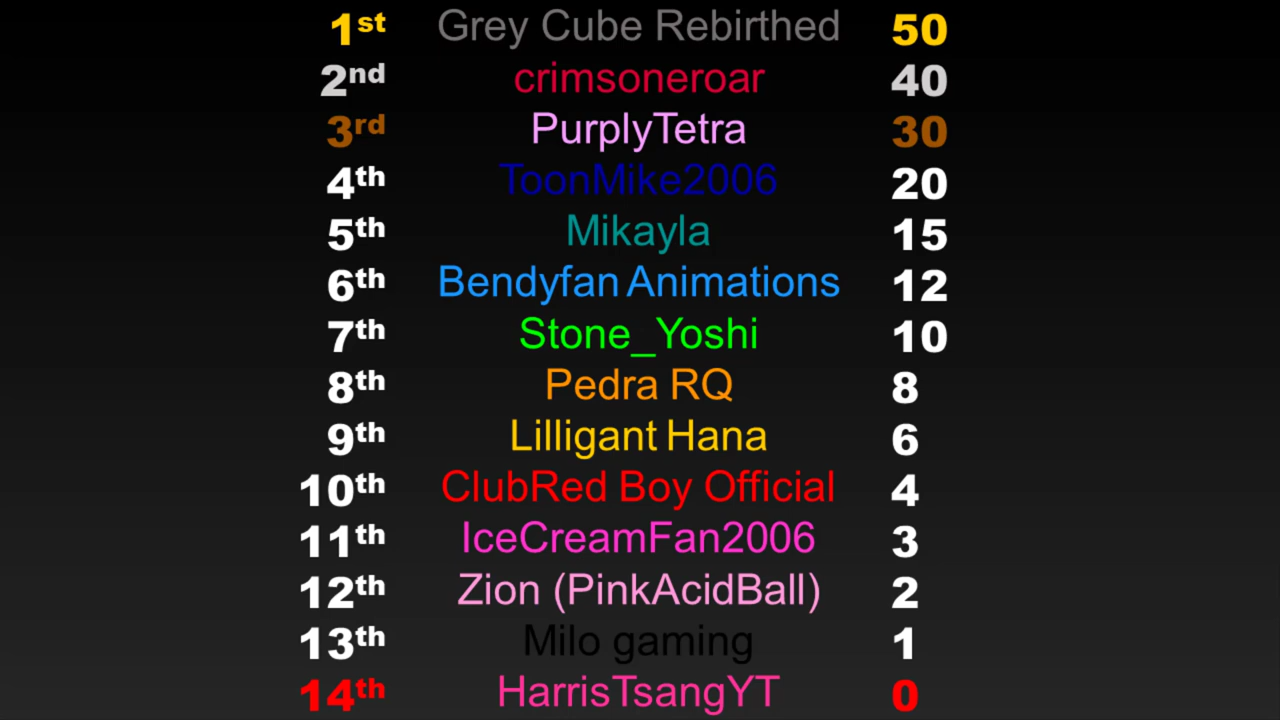 1st Grey Cube Rebirthed 50
2nd crimsoneroar 40
3rd PurplyTetra 30
4th ToonMike2006 20
5th Mikayla 15
6th Bendyfan Animations 12
7th Stone_Yoshi 10
8th Pedra RQ 8
9th Lilligant Hana 6
10th ClubRed Boy Official 4
11th IceCreamFan2006 3
12th Zion (PinkAcidBall) 2
13th Milo gaming 1
14th HarrisTsangYT 0